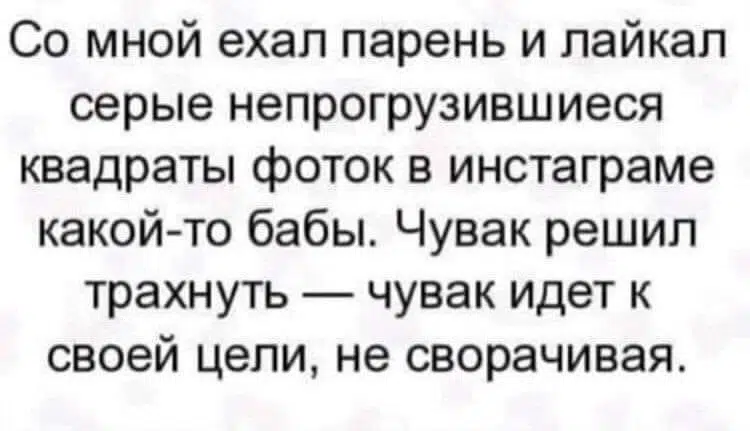 Со мной ехал парень и лайкал
серые непрогрузившиеся
квадраты фоток в инстаграме
какой-то бабы. Чувак решил
трахнуть — чувак идет к
своей цели, не сворачивая.